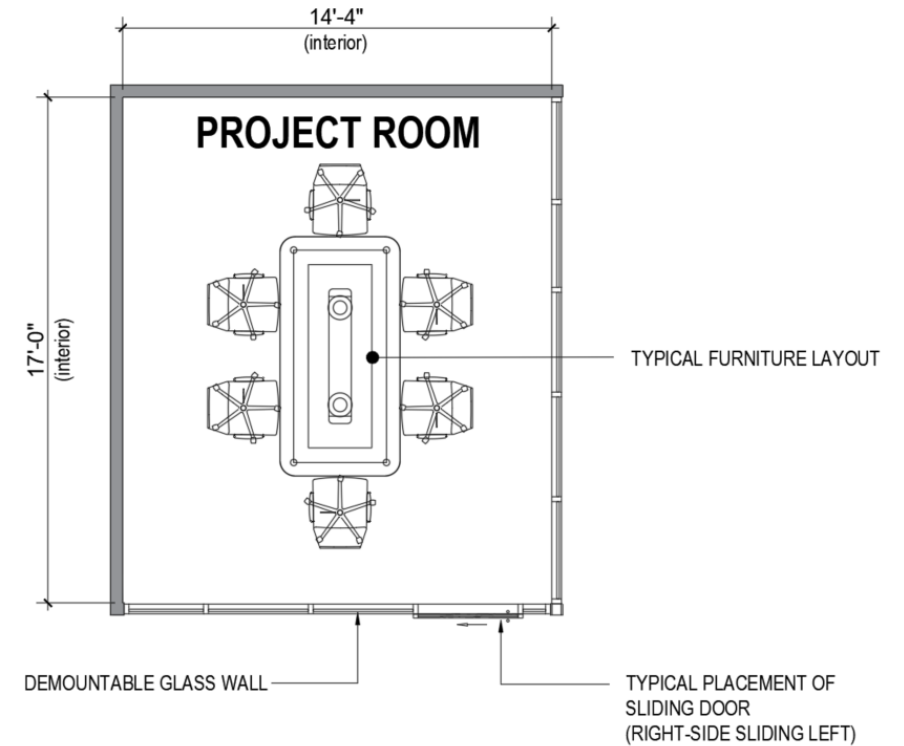 14'-4"
(interior)
PROJECT ROOM
17'-0"
(interior)
TYPICAL FURNITURE LAYOUT
DEMOUNTABLE GLASS WALL
TYPICAL PLACEMENT OF
SLIDING DOOR
(RIGHT-SIDE SLIDING LEFT)